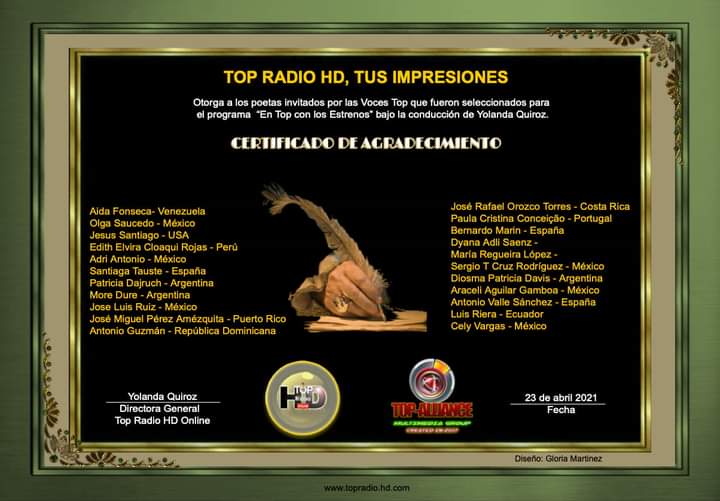 TOP RADIO HD, TUS IMPRESIONES
Otorga a los poetas invitados por las Voces Top que fueron seleccionados para
el programa “En Top con los Estrenos” bajo la conducción de Yolanda Quiroz.
CERTIFICADO DE AGRADECIMIENTO
Aida Fonseca- Venezuela
Olga Saucedo - México
Jesus Santiago - USA
Edith Elvira Cloaqui Rojas - Perú
Adri Antonio - México
Santiaga Tauste - España
Patricia Dajruch - Argentina
More Dure - Argentina
Jose Luis Ruiz - México
José Miguel Pérez Amézquita - Puerto Rico
Antonio Guzmán - República Dominicana
José Rafael Orozco Torres - Costa Rica
Paula Cristina Conceição - Portugal
Bernardo Marin - España
Dyana Adli Saenz -
María Regueira López -
Sergio T Cruz Rodríguez - México
Diosma Patricia Davis - Argentina
Araceli Aguilar Gamboa - México
Antonio Valle Sánchez - España
Luis Riera - Ecuador
Cely Vargas - México
Yolanda Quiroz
Directora General
Top Radio HD Online
TOP
HD
TOP-ALLIANCE
MULTIMEDIA GROUP
CREATED IN 2017
23 de abril 2021
Fecha
Diseño: Gloria Martinez
www.topradio.hd.com